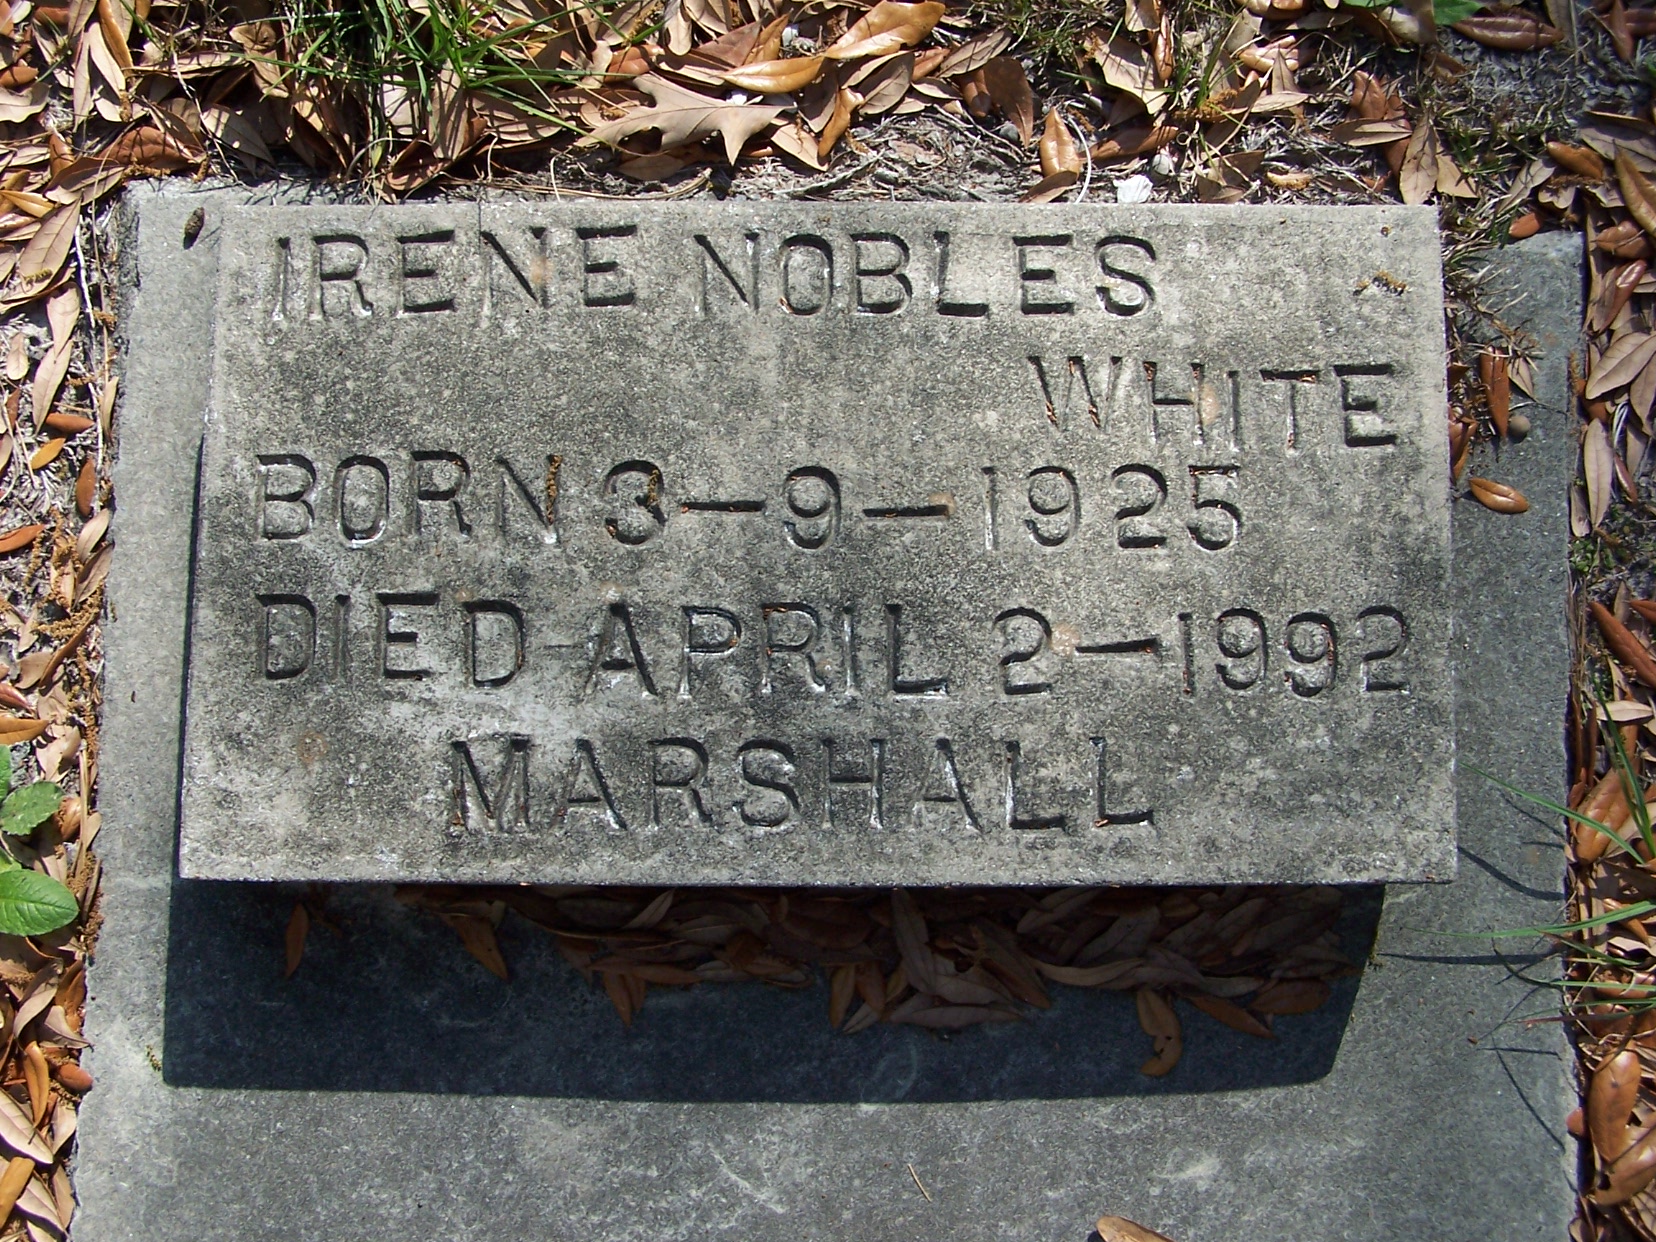 IRENE NOBLES
WHITE
BORN 3-9-1925
DIED-APRIL 2-1992
MARSHALL